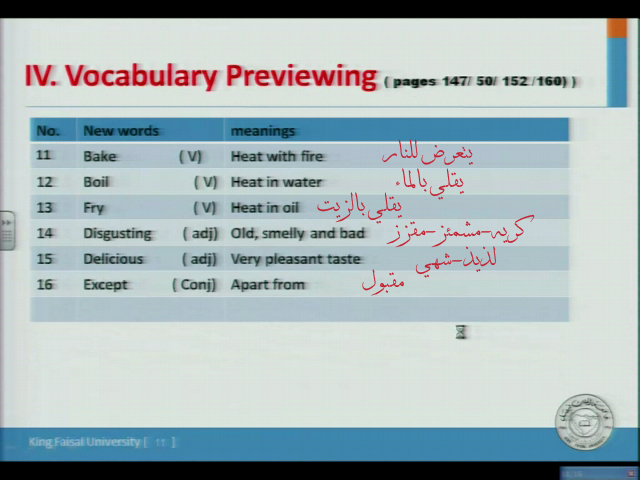 IV. Vocabulary Previewing ( pages 147/ 50/ 152 /160) )
No. New words meanings
11 Bake ( V) Heat with fire يتعرض للنار
12 Boil ( V) Heat in water يقلي بالماء
13 Fry ( V) Heat in oil يقلي بالزيت
14 Disgusting ( adj) Old, smelly and bad كريه-مشمئز-مقزز
15 Delicious ( adj) Very pleasant taste لذيذ-شهي
16 Except ( Conj) Apart from مقبول
King Faisal University [ 11 ]